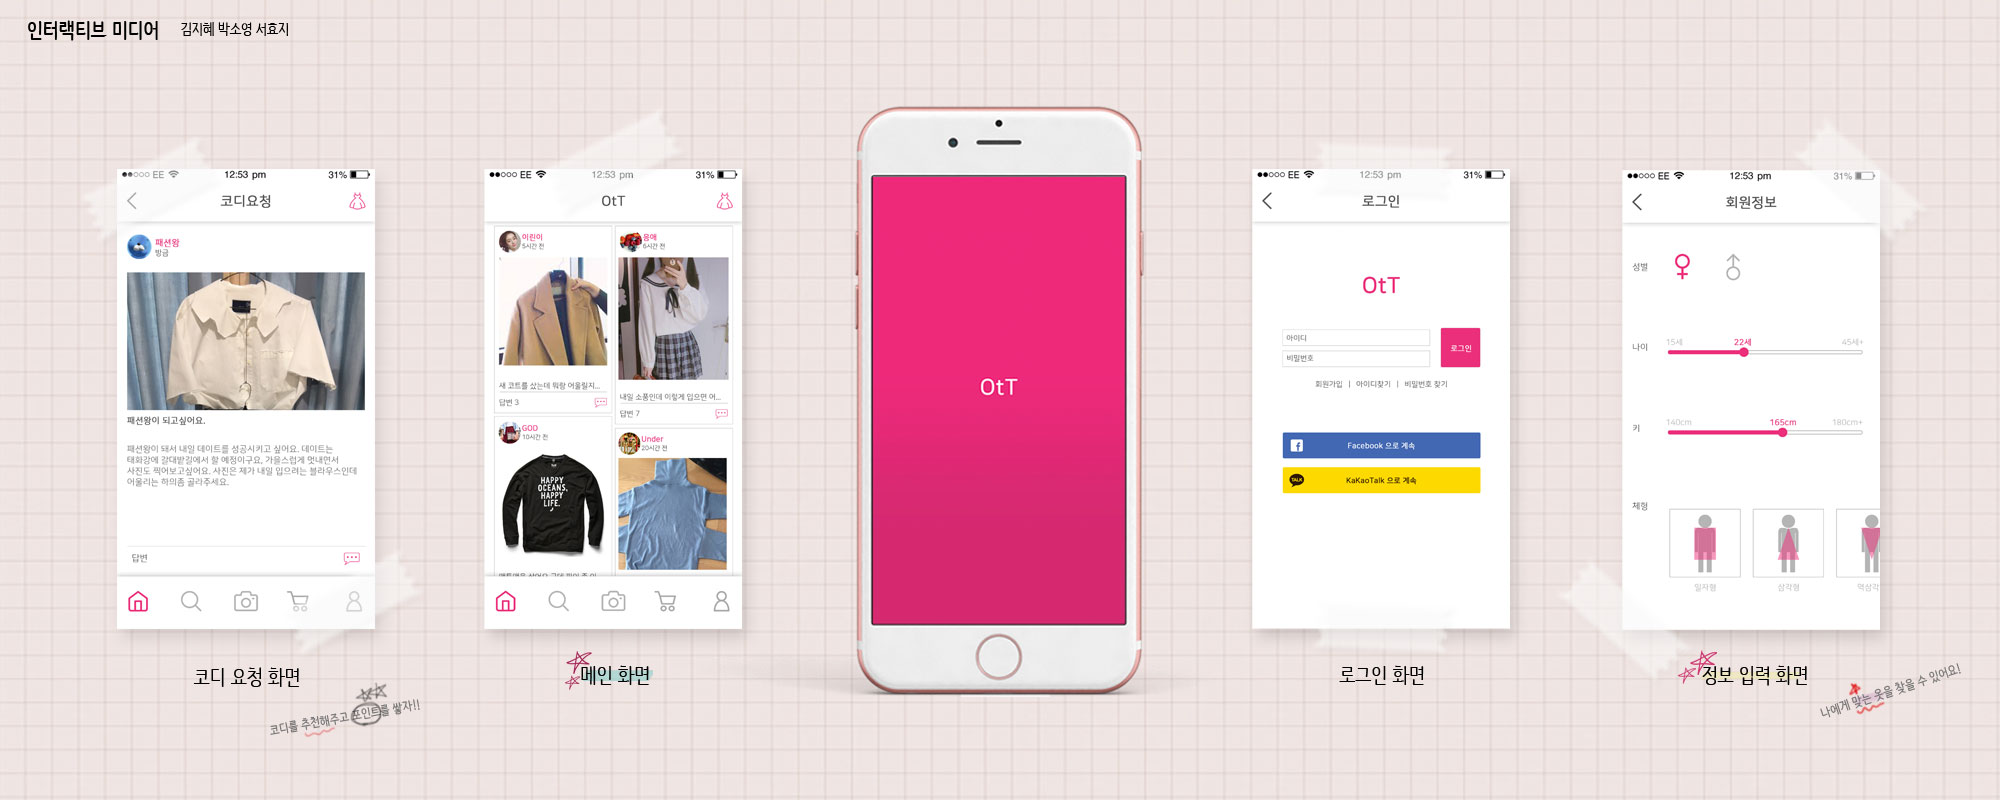 인터랙티브 미디어
김지혜 박소영 서효지
●●○○○ EE 12:53 pm 31%
코디요청
패션왕
방금
패션왕이 되고싶어요.
패션왕이 돼서 내일 데이트를 성공시키고 싶어요. 데이트는
태화강에 갈대밭길에서 할 예정이구요. 가을스럽게 멋내면서
사진도 찍어보고싶어요. 사진은 제가 내일 입으려는 블라우스인데
어울리는 하의좀 골라주세요.
답변
코디 요청 화면
코디를 추천해주고 포인트를 쌓자!!
●●○○○ EE 12:53 pm 31%
OtT
이린이
5시간 전
새 코트를 샀는데 뭐랑 어울릴지...
답변 3
응애
6시간 전
내일 소풍인데 이렇게 입으면 어...
답변 7
GOD
10시간 전
HAPPY
OCEANS,
HAPPY
LIFE.
Under
20시간 전
메인 화면
OtT
●●○○○ EE 12:53 pm 31%
로그인
OtT
아이디
비밀번호
로그인
회원가입 | 아이디찾기 | 비밀번호 찾기
Facebook 으로 계속
TALK
KaKaoTalk 으로 계속
로그인 화면
●●○○○ EE 12:53 pm 31%
회원정보
성별
나이
15세 22세 45세+
키
140cm 165cm 180cm+
체형
일자형 삼각형 역삼각
정보 입력 화면
나에게 맞는 옷을 찾을 수 있어요!